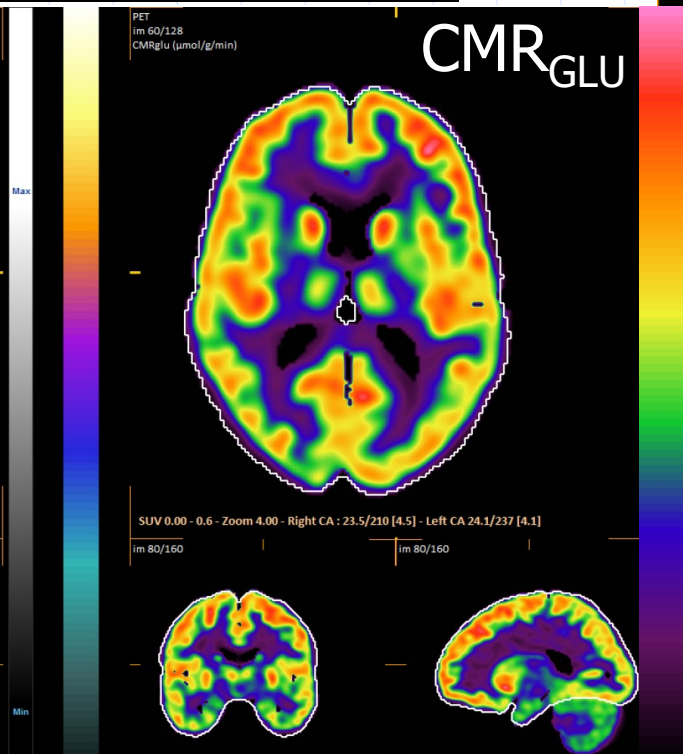 PET
im 60/128
CMRglu (µmol/g/min)
CMRGLU
Max
SUV 0.00 - 0.6 - Zoom 4.00 - Right CA : 23.5/210 [4.5] - Left CA 24.1/237 [4.1]
im 80/160
im 80/160
Min